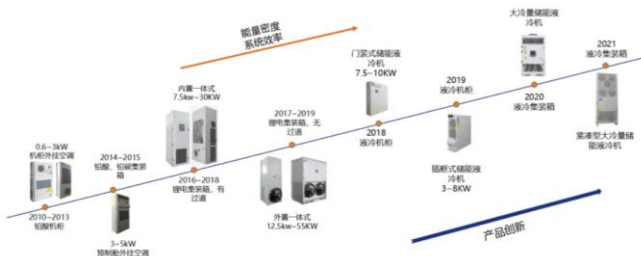 能量密度
系统效率
0.6~3kW
机柜外挂空调
2010~2013
铅酸机柜
2014~2015
铅酸、铅碳集装
箱
3~5kW
预制舱外挂空调
内置一体式
7.5kw~30KW
2016~2018
锂电集装箱，有
过道
2017~2019
锂电集装箱，无
过道
外置一体式
12.5kw~55KW
门装式储能液
冷机
7.5~10KW
2018
液冷机柜
2019
液冷机柜
插框式储能液
冷机
3~8KW
大冷量储能液
冷机
2020
液冷集装箱
2021
液冷集装箱
紧凑型大冷量储
能液冷机
产品创新